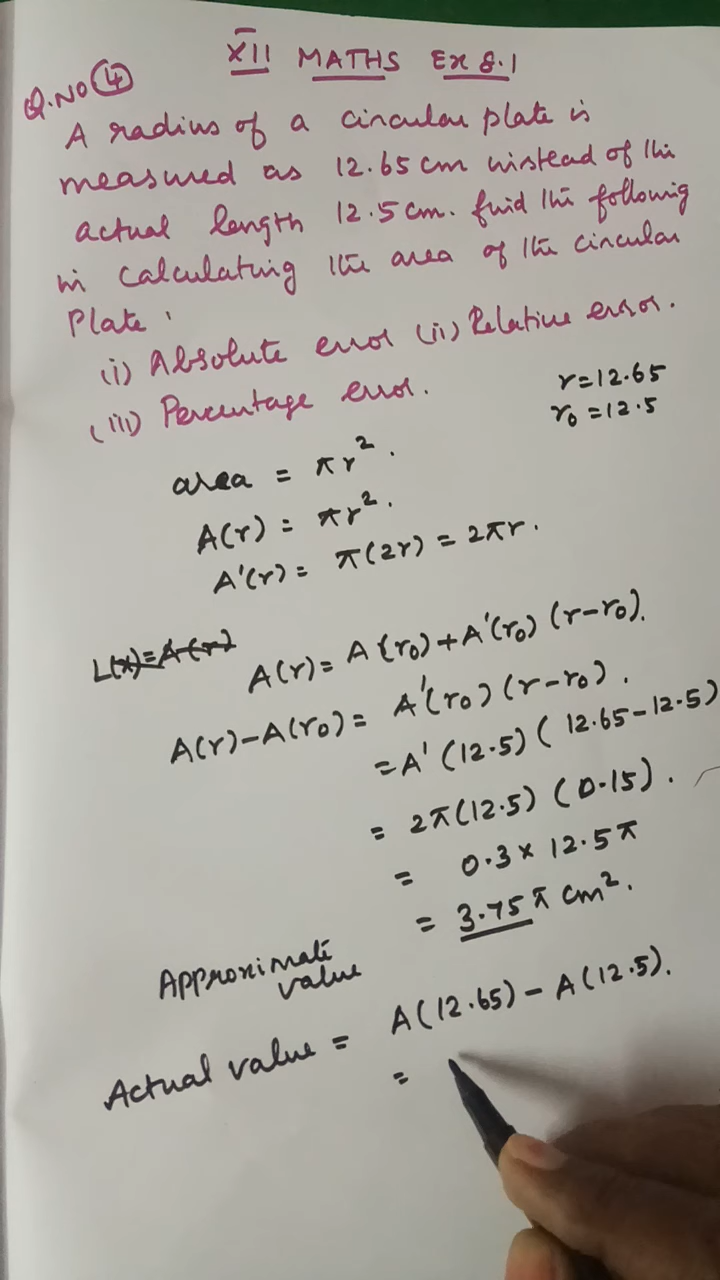 XII MATHS Ex 8.1
Q.NO 4
A radius of a circular plate is
measured as 12.65 cm instead of the
actual length 12.5 cm. find the following
in calculating the area of the circular
Plate :
(i) Absolute error (ii) Relative error.
(iii) Percentage error.
r=12.65
r₀ =12.5
area = πr².
A(r) = πr².
A'(r) = π(2r) = 2πr.
L(x)=A(r)
A(r) = A(r₀)+A'(r₀) (r-r₀).
A(r)-A(r₀) = A'(r₀) (r-r₀).
=A' (12.5) ( 12.65-12.5)
= 2π(12.5) (0.15).
= 0.3 × 12.5π
= 3.75π cm².
Approximate
value
Actual value = A(12.65) - A(12.5).
=